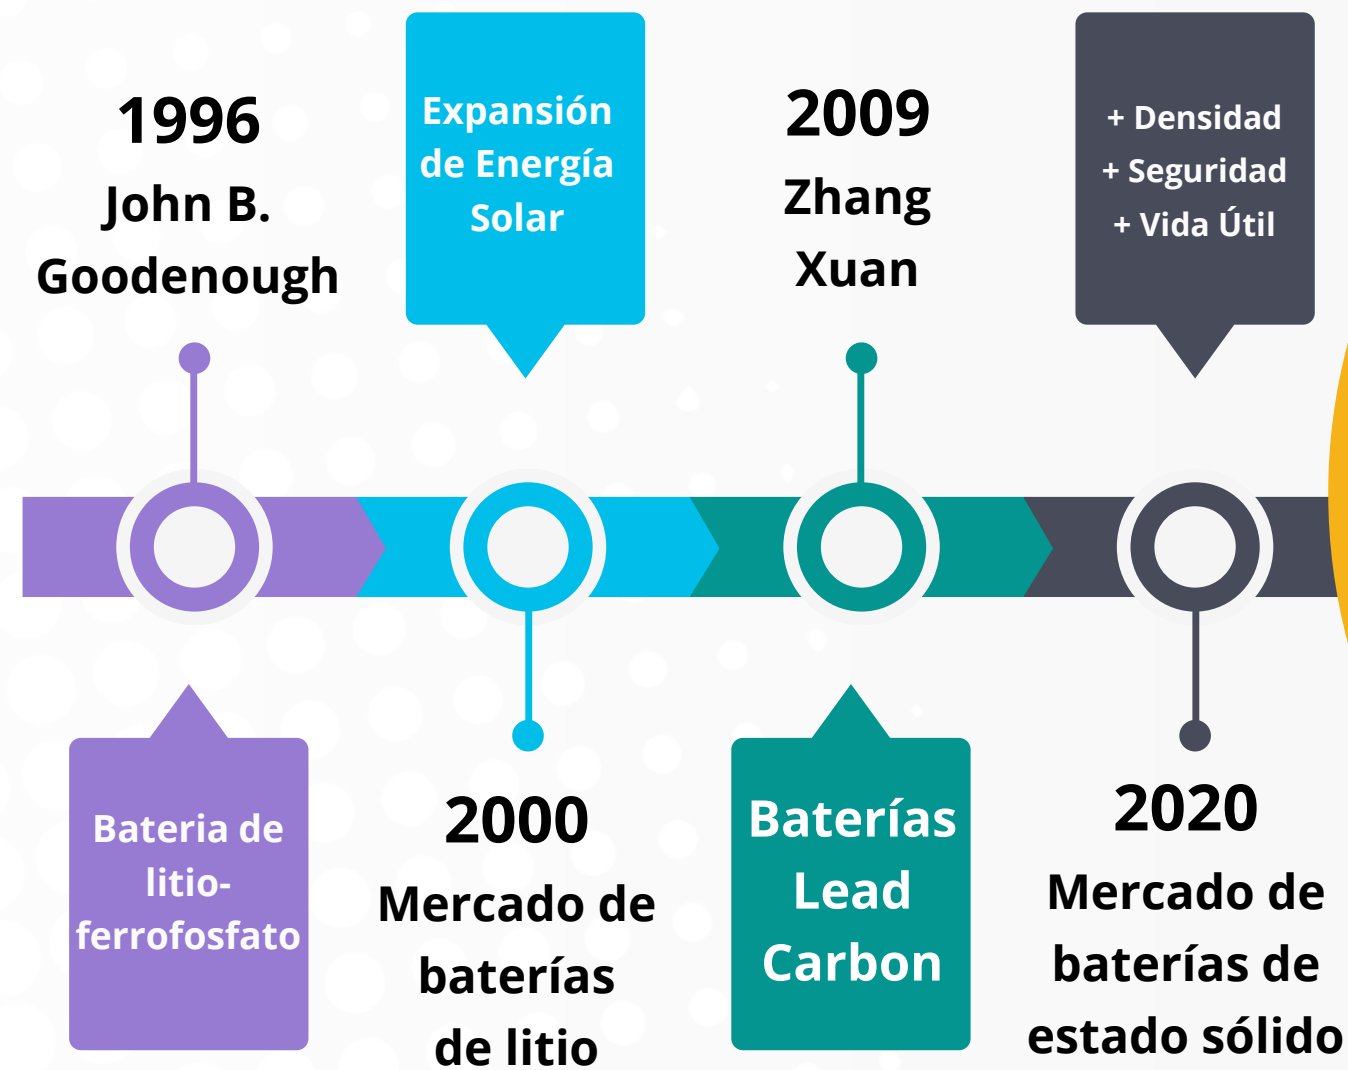 1996
John B.
Goodenough
Bateria de
litio-
ferrofosfato
Expansión
de Energía
Solar
2000
Mercado de
baterías
de litio
2009
Zhang
Xuan
Baterías
Lead
Carbon
+ Densidad
+ Seguridad
+ Vida Útil
2020
Mercado de
baterías de
estado sólido